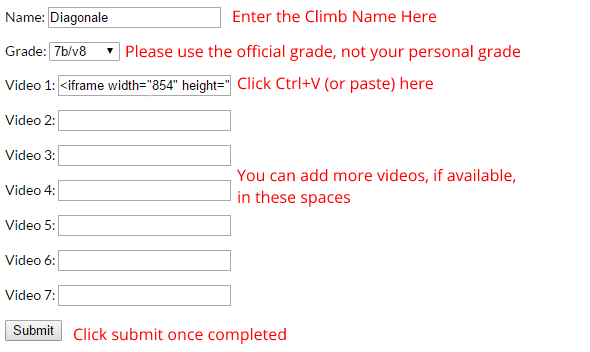 Name: Diagonale Enter the Climb Name Here
Grade: 7b/v8 Please use the official grade, not your personal grade
Video 1: <iframe width="854" height=" Click Ctrl+V (or paste) here
Video 2:
Video 3:
You can add more videos, if available,
Video 4:
in these spaces
Video 5:
Video 6:
Video 7:
Submit Click submit once completed